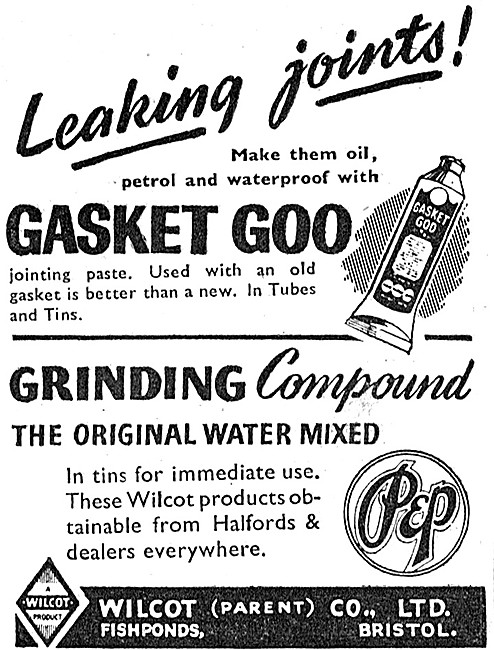 Leaking joints!
Make them oil,
petrol and waterproof with
GASKET GOO
jointing paste. Used with an old
gasket is better than a new. In Tubes
and Tins.
GASKET
GOO
GRINDING Compound
THE ORIGINAL WATER MIXED
In tins for immediate use.
These Wilcot products ob-
tainable from Halfords &
dealers everywhere.
P&P
A
WILCOT
PRODUCT
WILCOT (PARENT) CO., LTD.
FISHPONDS, BRISTOL.